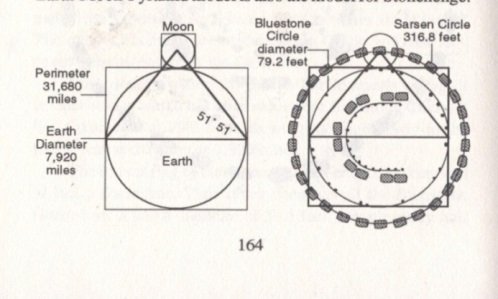 Moon
Perimeter
31,680
miles
Earth
Diameter
7,920
miles
51° 51'
Earth
Bluestone
Circle
diameter
79.2 feet
Sarsen Circle
316.8 feet
164